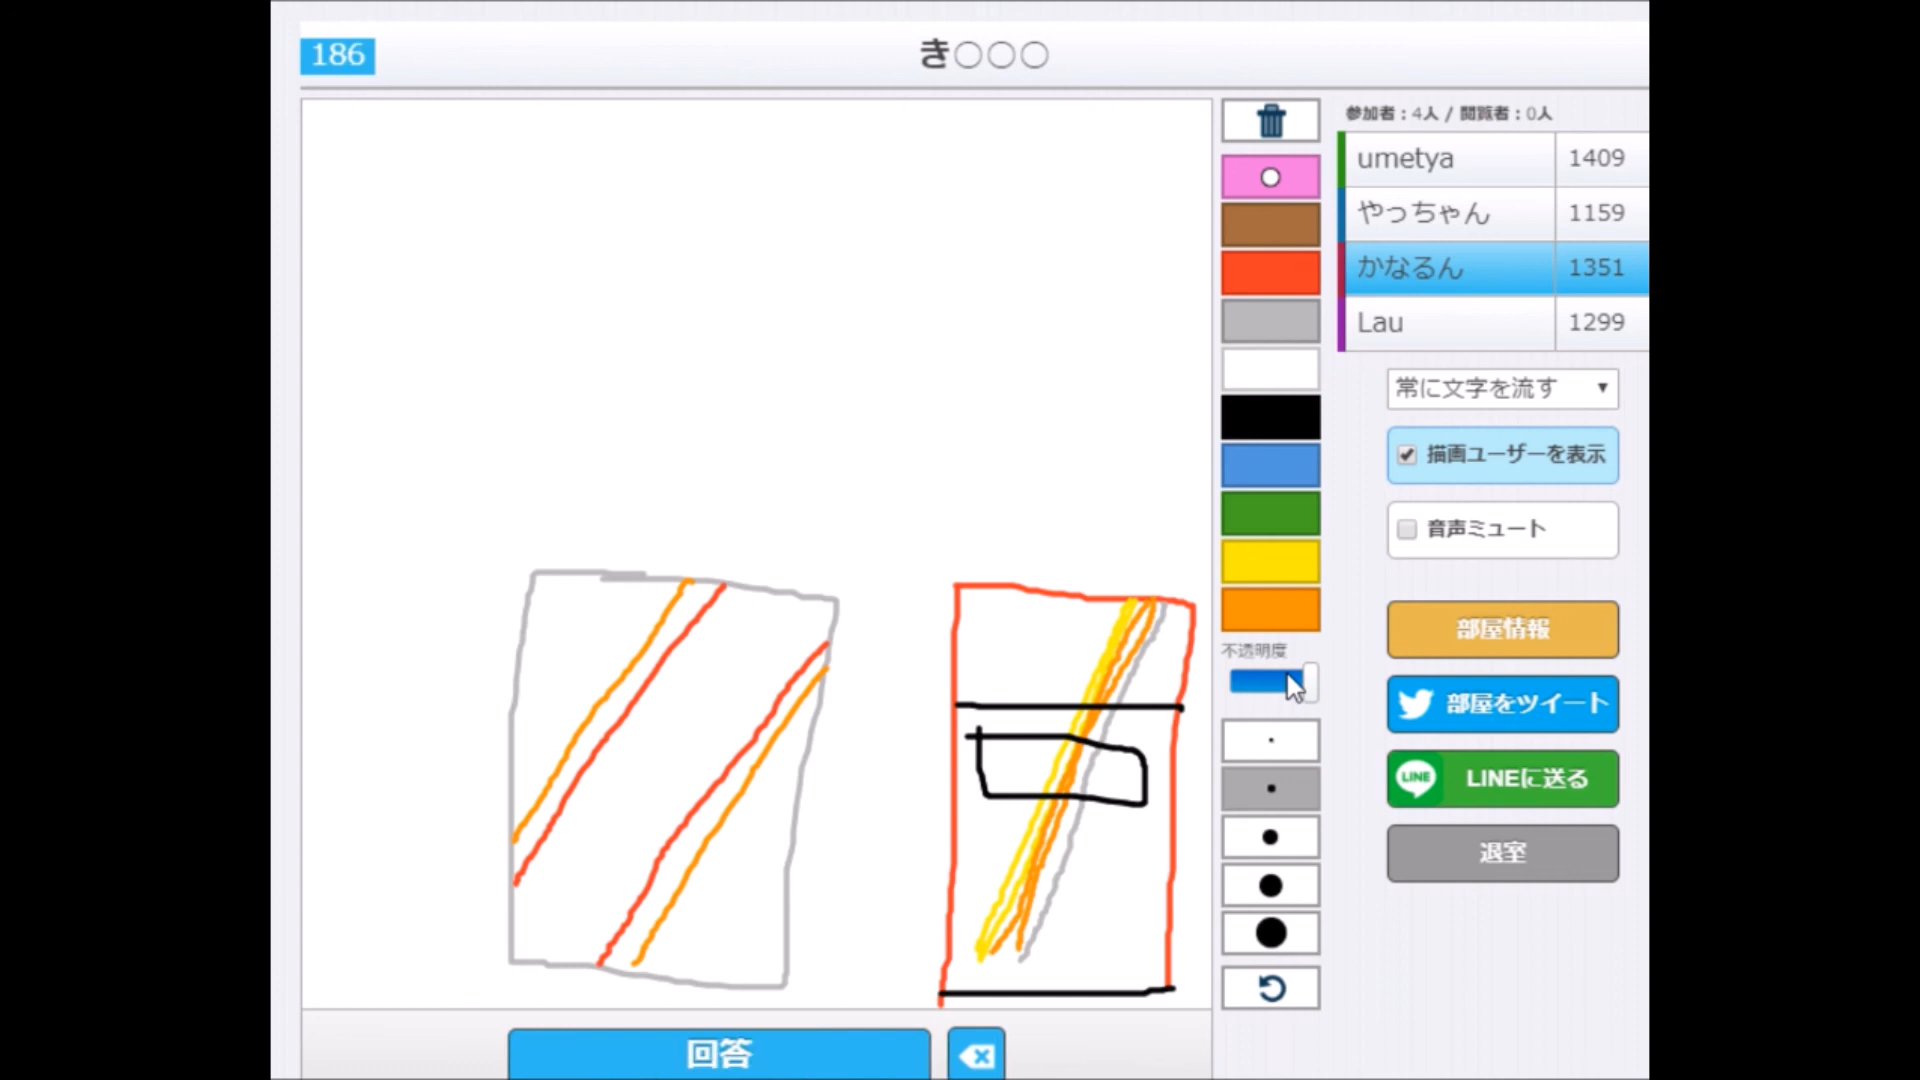 186
き○○○
参加者：4人 / 閲覧者：0人
umetya 1409
やっちゃん 1159
かなるん 1351
Lau 1299
常に文字を流す
描画ユーザーを表示
音声ミュート
不透明度
部屋情報
部屋をツイート
LINE LINEに送る
退室
回答